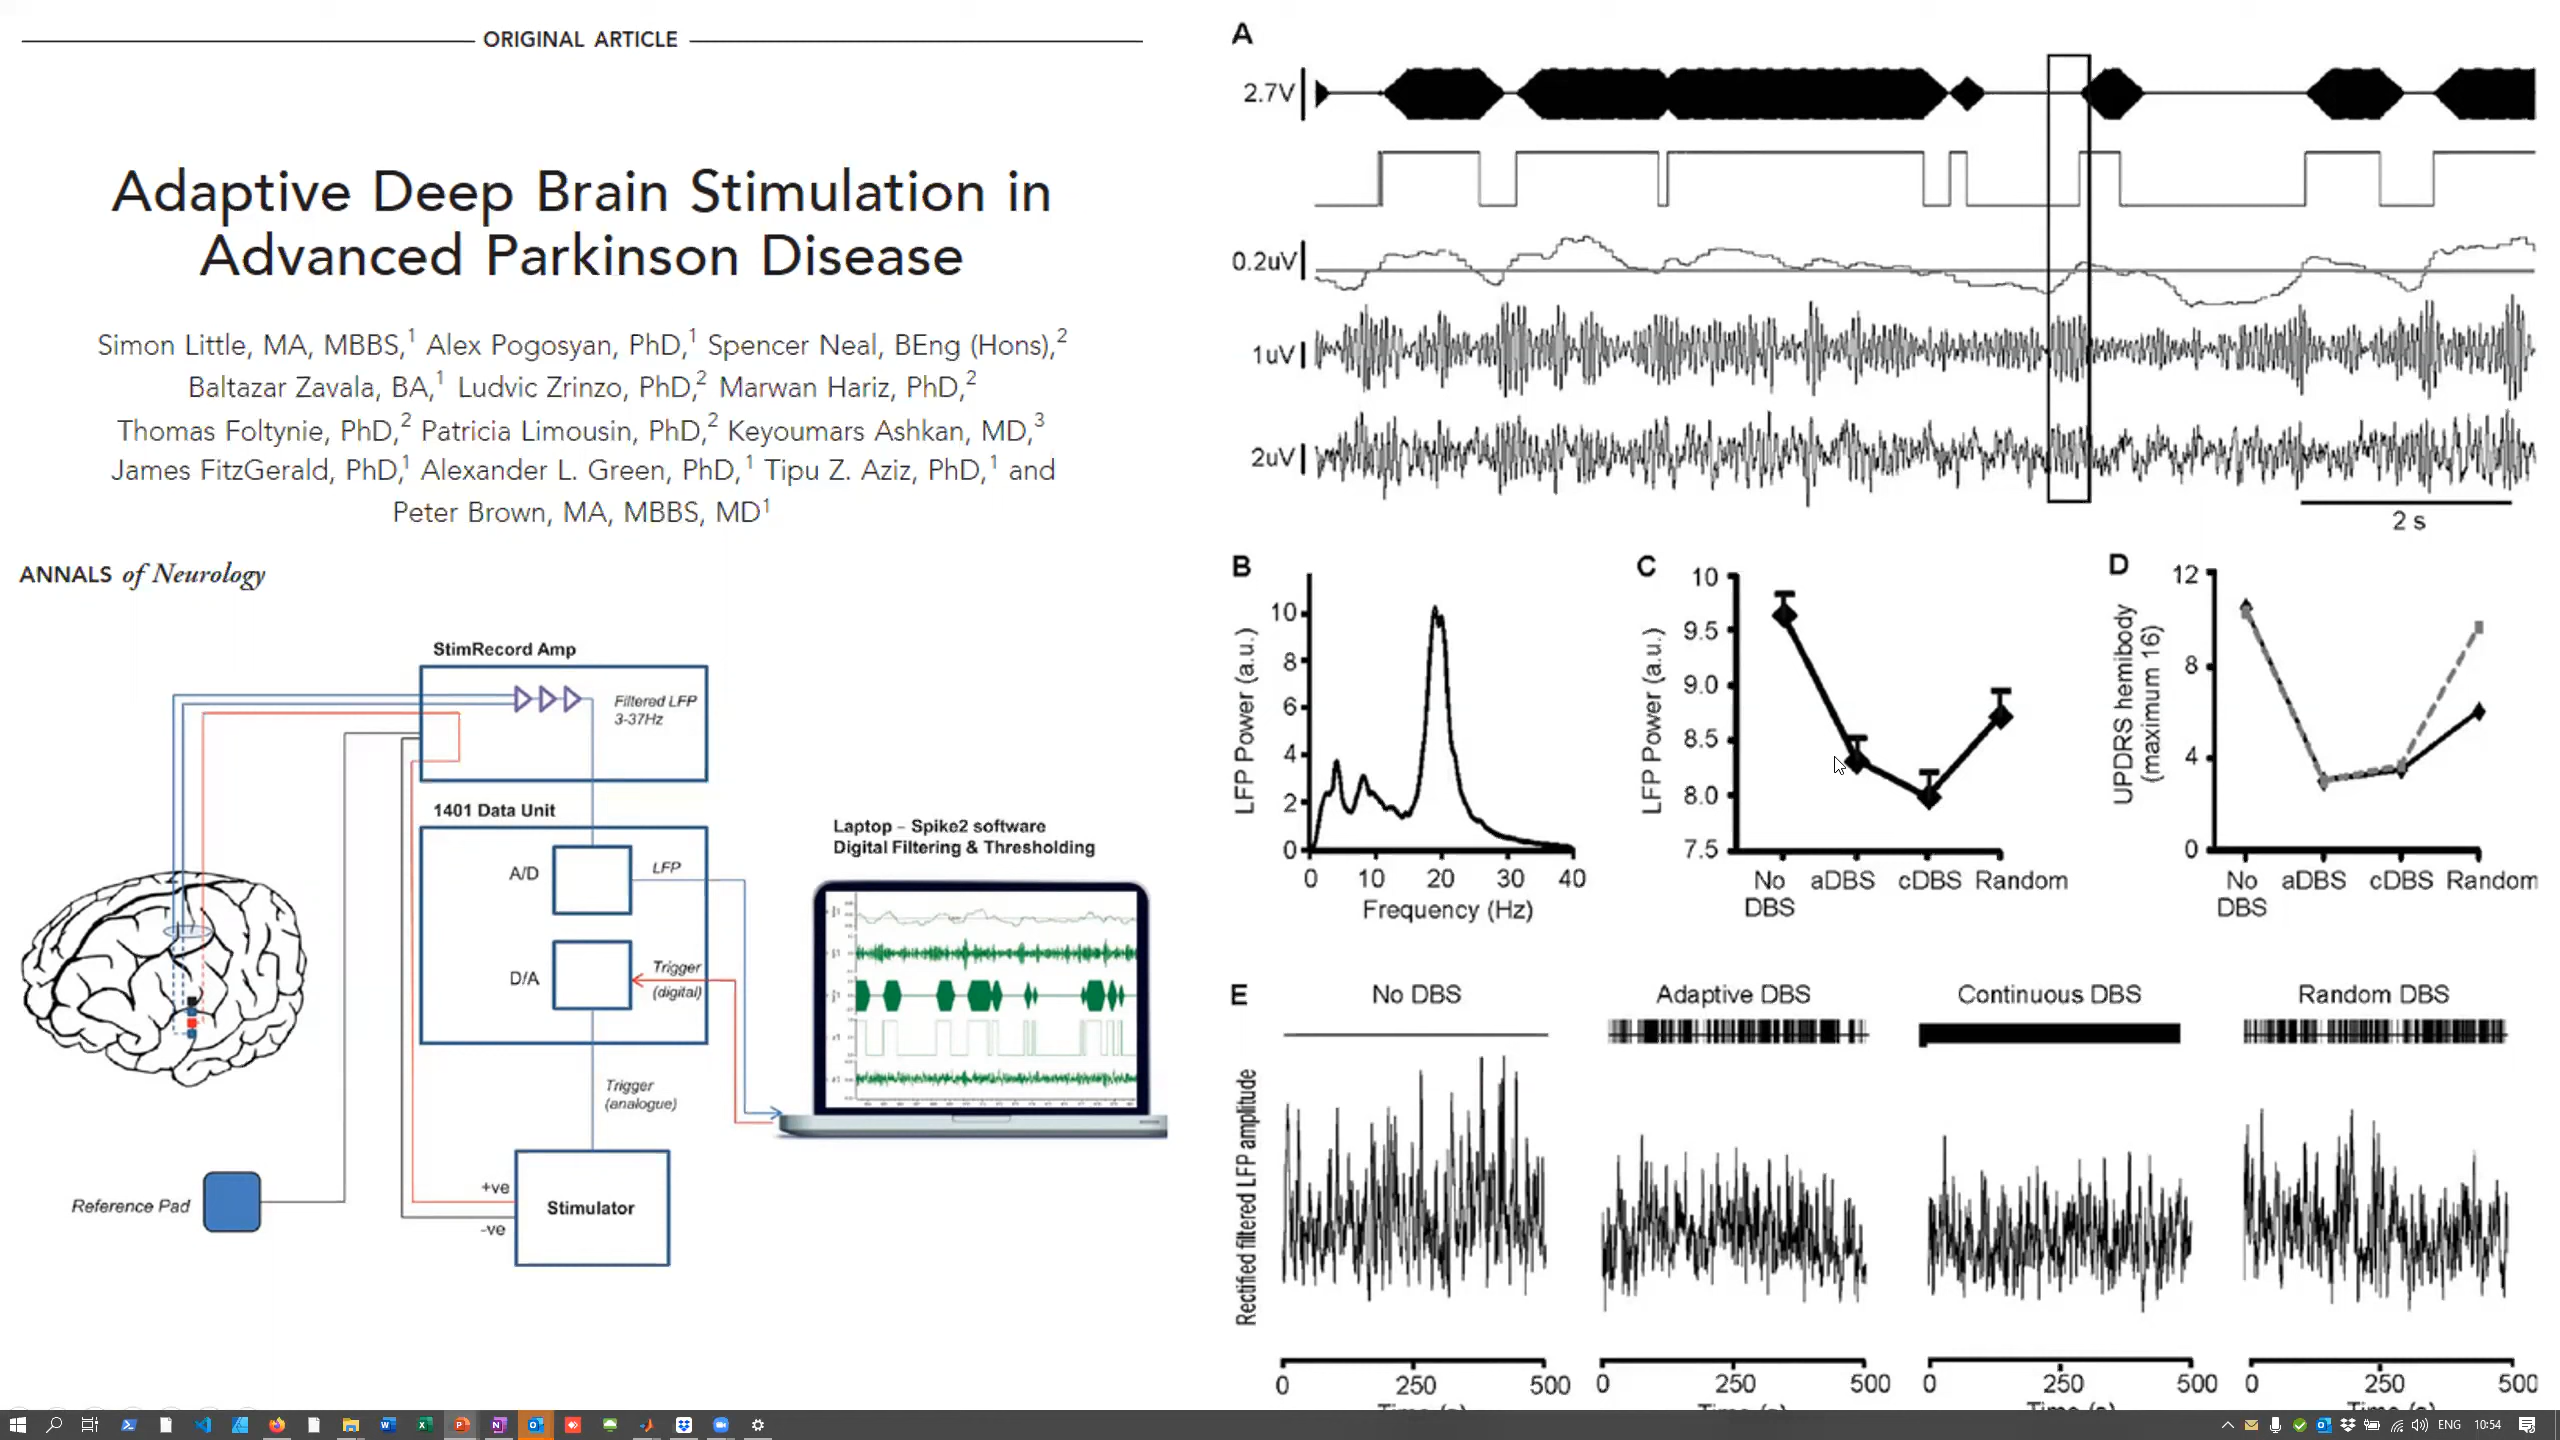 ORIGINAL ARTICLE
Adaptive Deep Brain Stimulation in
Advanced Parkinson Disease
Simon Little, MA, MBBS,1 Alex Pogosyan, PhD,1 Spencer Neal, BEng (Hons),2
Baltazar Zavala, BA,1 Ludvic Zrinzo, PhD,2 Marwan Hariz, PhD,2
Thomas Foltynie, PhD,2 Patricia Limousin, PhD,2 Keyoumars Ashkan, MD,3
James FitzGerald, PhD,1 Alexander L. Green, PhD,1 Tipu Z. Aziz, PhD,1 and
Peter Brown, MA, MBBS, MD1
ANNALS of Neurology
StimRecord Amp
Filtered LFP
3-37Hz
1401 Data Unit
A/D
LFP
D/A
Trigger
(digital)
Trigger
(analogue)
Laptop – Spike2 software
Digital Filtering & Thresholding
Reference Pad
+ve
-ve
Stimulator
A
2.7V
0.2uV
1uV
2uV
2 s
B
LFP Power (a.u.)
10
8
6
4
2
0
0 10 20 30 40
Frequency (Hz)
C
LFP Power (a.u.)
10
9.5
9.0
8.5
8.0
7.5
No
DBS
aDBS cDBS Random
D
UPDRS hemibody
(maximum 16)
12
8
4
0
No
DBS
aDBS cDBS Random
E
No DBS
Adaptive DBS
Continuous DBS
Random DBS
Rectified filtered LFP amplitude
0 250 500
0 250 500
0 250 500
0 250 500
ENG 10:54